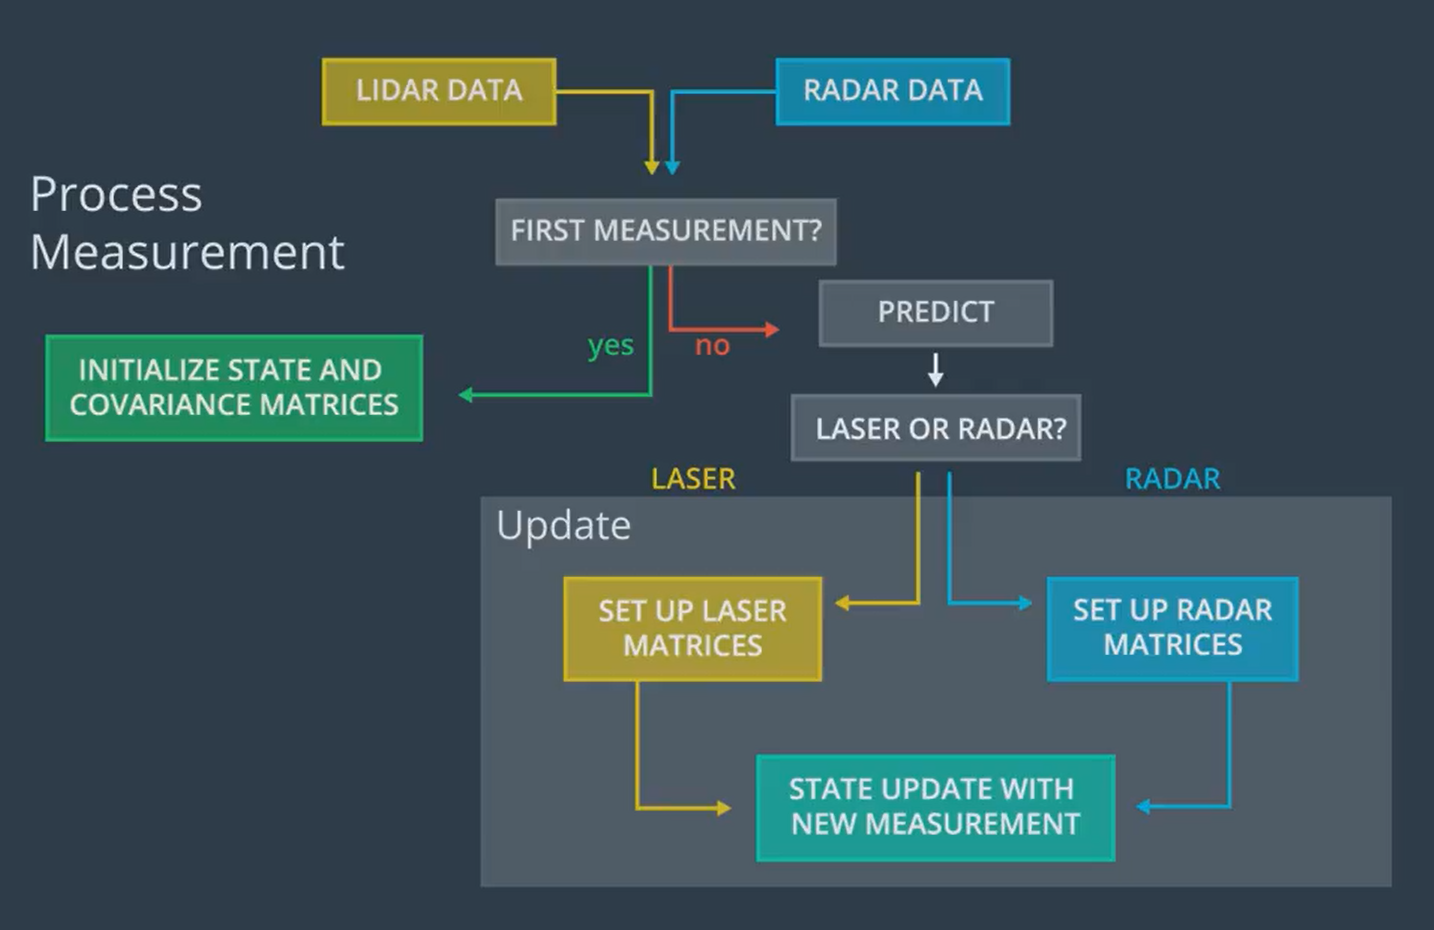 LIDAR DATA
RADAR DATA
Process
Measurement
FIRST MEASUREMENT?
PREDICT
yes
no
INITIALIZE STATE AND
COVARIANCE MATRICES
LASER OR RADAR?
LASER
RADAR
Update
SET UP LASER
MATRICES
SET UP RADAR
MATRICES
STATE UPDATE WITH
NEW MEASUREMENT